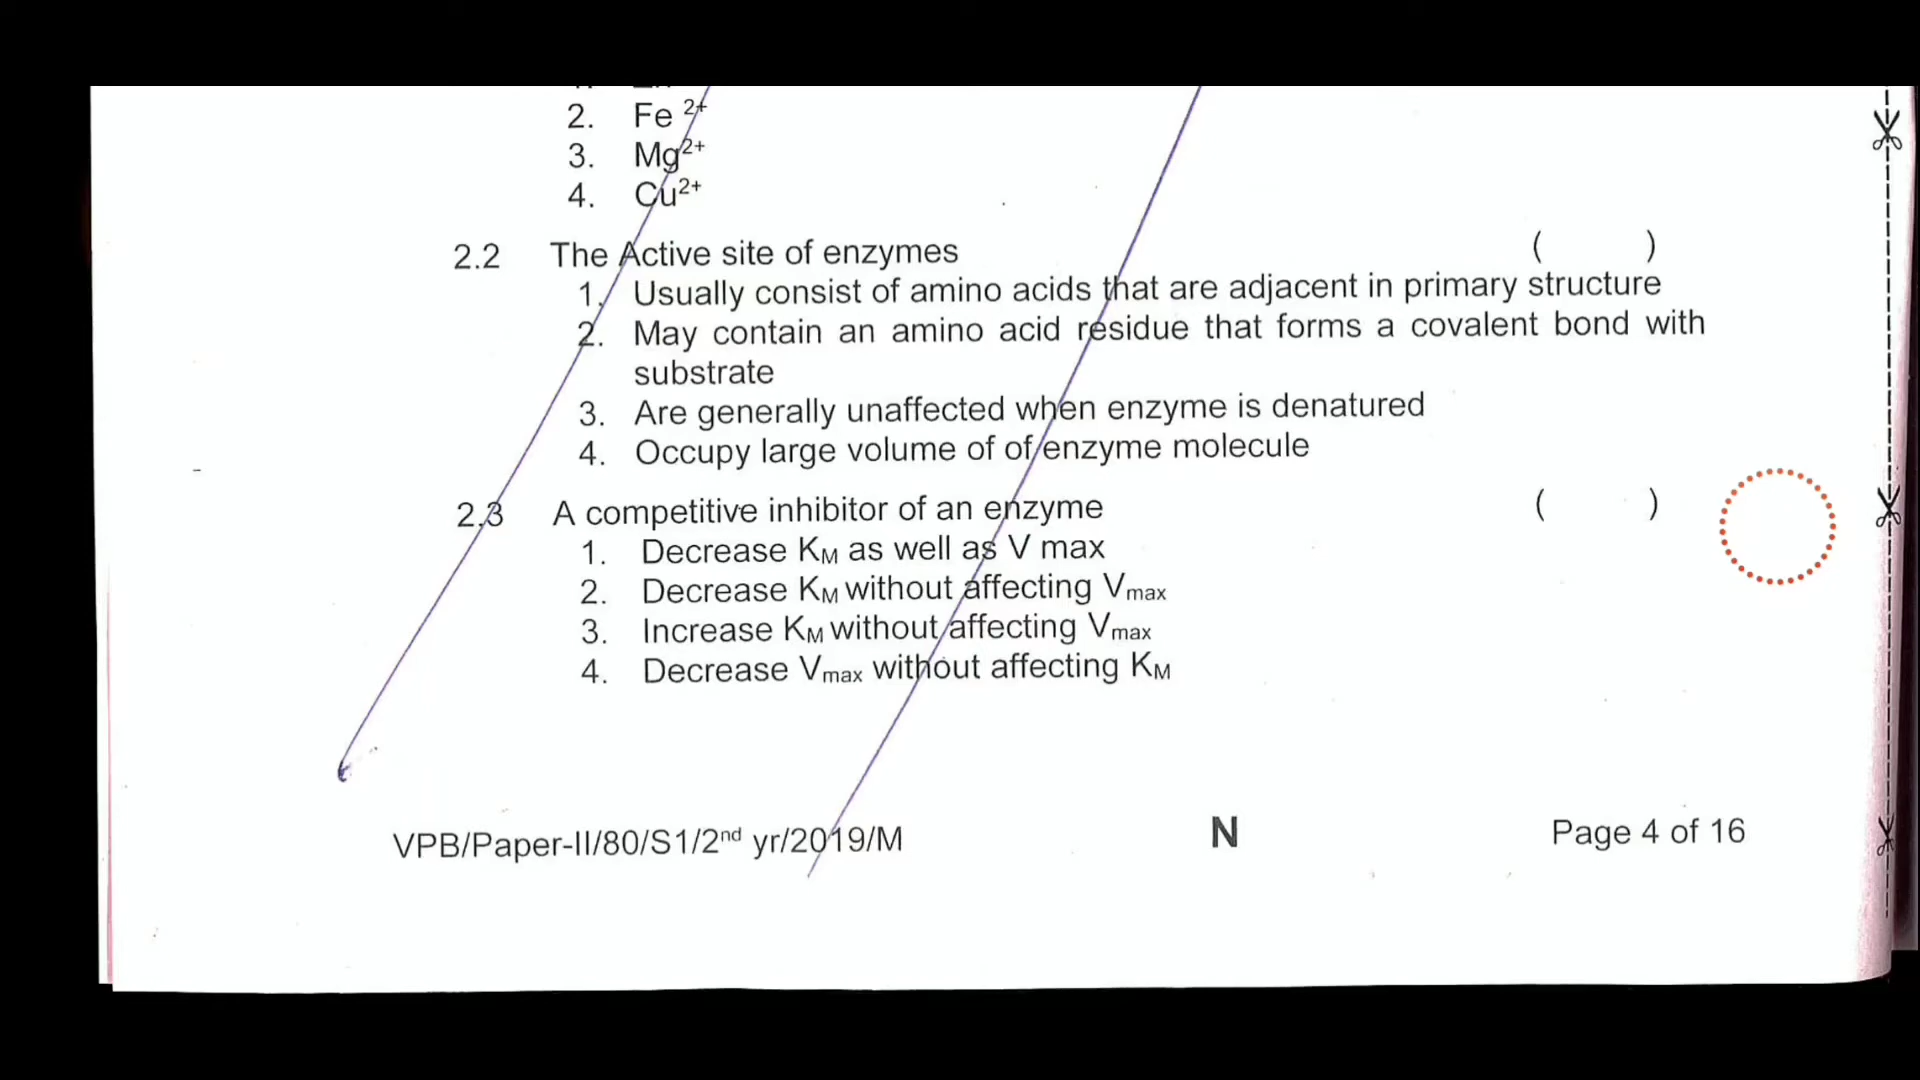 2. Fe 2+
3. Mg2+
4. Cu2+
2.2 The Active site of enzymes ( )
1. Usually consist of amino acids that are adjacent in primary structure
2. May contain an amino acid residue that forms a covalent bond with
substrate
3. Are generally unaffected when enzyme is denatured
4. Occupy large volume of of enzyme molecule
2.3 A competitive inhibitor of an enzyme ( )
1. Decrease KM as well as V max
2. Decrease KM without affecting Vmax
3. Increase KM without affecting Vmax
4. Decrease Vmax without affecting KM
VPB/Paper-II/80/S1/2nd yr/2019/M N Page 4 of 16